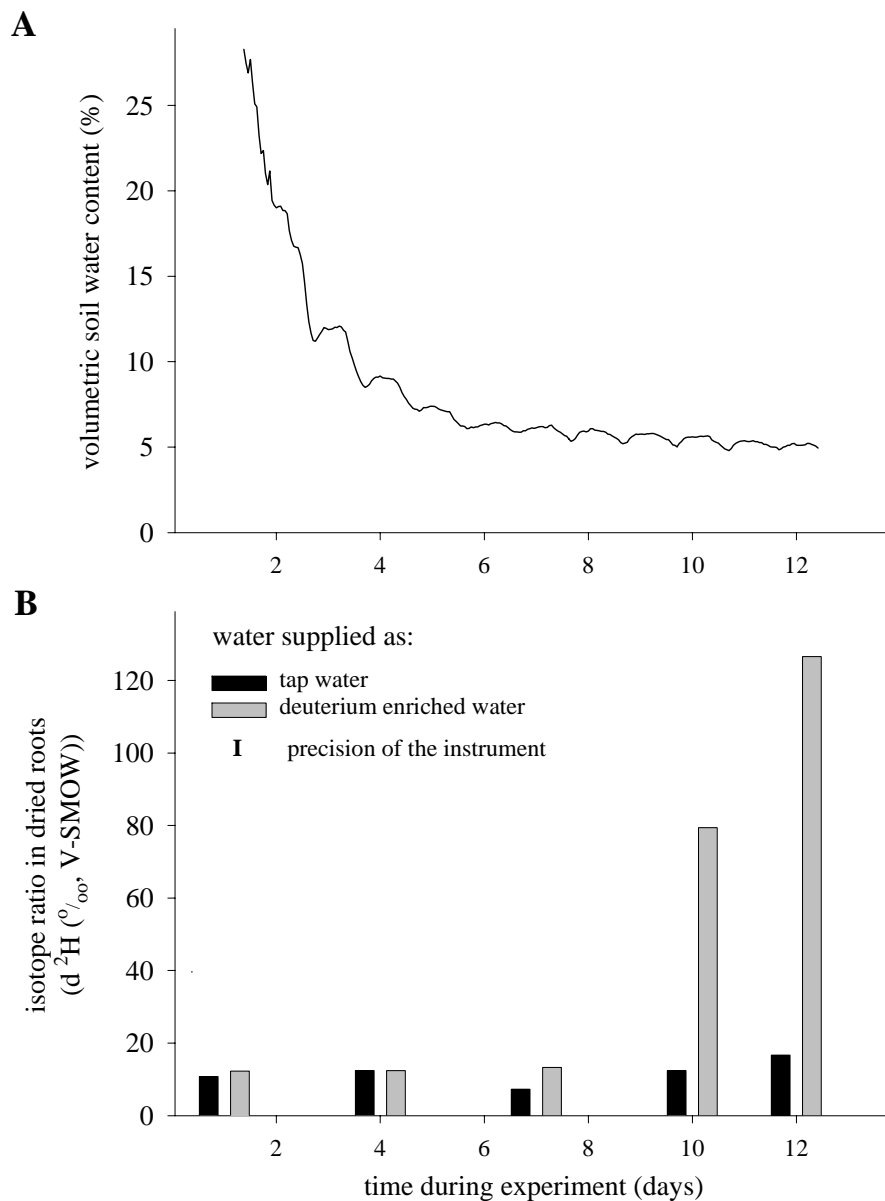 A
volumetric soil water content (%)
25
20
15
10
5
0
2 4 6 8 10 12
B
water supplied as:
tap water
deuterium enriched water
I precision of the instrument
isotope ratio in dried roots
(d ²H (º/oo, V-SMOW))
120
100
80
60
40
20
0
2 4 6 8 10 12
time during experiment (days)